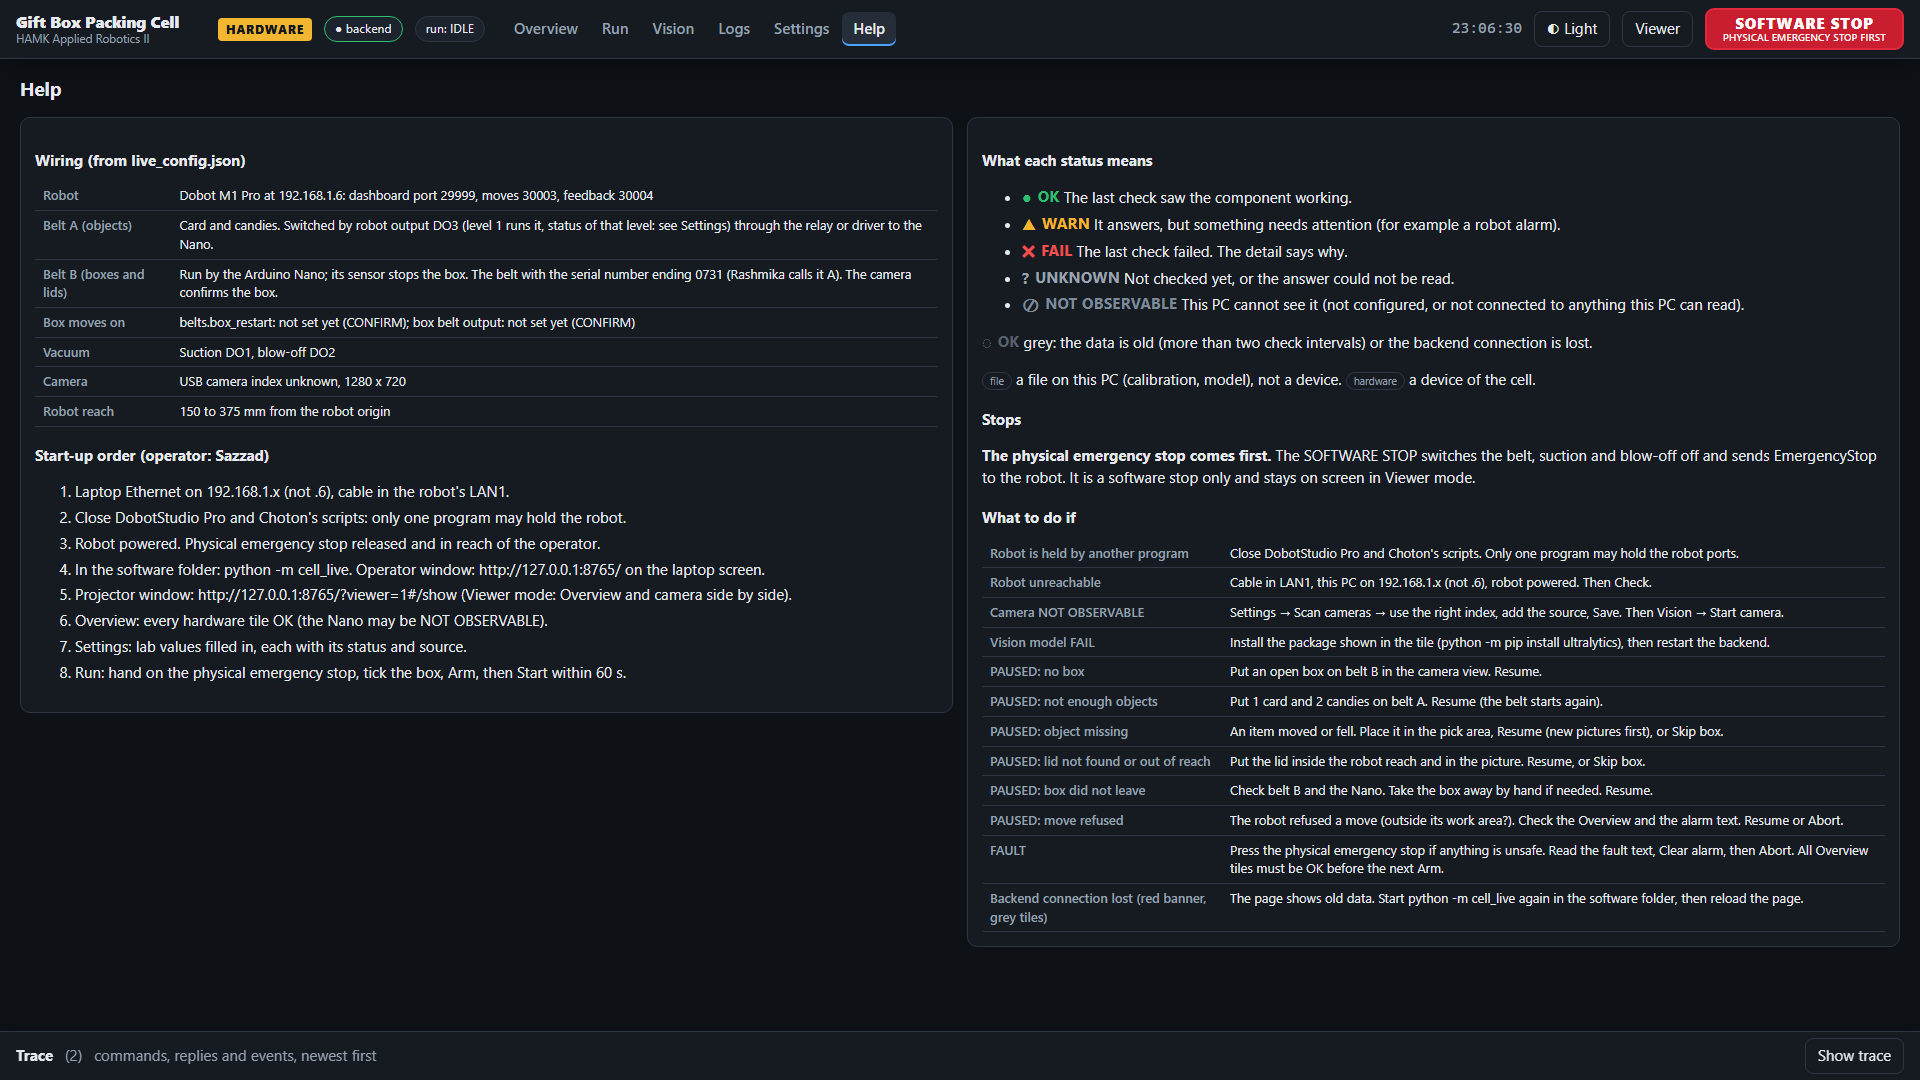 Gift Box Packing Cell
HAMK Applied Robotics II
HARDWARE
● backend
run: IDLE
Overview
Run
Vision
Logs
Settings
Help
23:06:30
Light
Viewer
SOFTWARE STOP
PHYSICAL EMERGENCY STOP FIRST
Help
Wiring (from live_config.json)
Robot
Dobot M1 Pro at 192.168.1.6: dashboard port 29999, moves 30003, feedback 30004
Belt A (objects)
Card and candies. Switched by robot output DO3 (level 1 runs it, status of that level: see Settings) through the relay or driver to the
Nano.
Belt B (boxes and
lids)
Run by the Arduino Nano; its sensor stops the box. The belt with the serial number ending 0731 (Rashmika calls it A). The camera
confirms the box.
Box moves on
belts.box_restart: not set yet (CONFIRM); box belt output: not set yet (CONFIRM)
Vacuum
Suction DO1, blow-off DO2
Camera
USB camera index unknown, 1280 x 720
Robot reach
150 to 375 mm from the robot origin
Start-up order (operator: Sazzad)
1. Laptop Ethernet on 192.168.1.x (not .6), cable in the robot's LAN1.
2. Close DobotStudio Pro and Choton's scripts: only one program may hold the robot.
3. Robot powered. Physical emergency stop released and in reach of the operator.
4. In the software folder: python -m cell_live. Operator window: http://127.0.0.1:8765/ on the laptop screen.
5. Projector window: http://127.0.0.1:8765/?viewer=1#/show (Viewer mode: Overview and camera side by side).
6. Overview: every hardware tile OK (the Nano may be NOT OBSERVABLE).
7. Settings: lab values filled in, each with its status and source.
8. Run: hand on the physical emergency stop, tick the box, Arm, then Start within 60 s.
What each status means
● OK The last check saw the component working.
▲ WARN It answers, but something needs attention (for example a robot alarm).
✖ FAIL The last check failed. The detail says why.
? UNKNOWN Not checked yet, or the answer could not be read.
NOT OBSERVABLE This PC cannot see it (not configured, or not connected to anything this PC can read).
OK grey: the data is old (more than two check intervals) or the backend connection is lost.
file a file on this PC (calibration, model), not a device. hardware a device of the cell.
Stops
The physical emergency stop comes first. The SOFTWARE STOP switches the belt, suction and blow-off off and sends EmergencyStop
to the robot. It is a software stop only and stays on screen in Viewer mode.
What to do if
Robot is held by another program
Close DobotStudio Pro and Choton's scripts. Only one program may hold the robot ports.
Robot unreachable
Cable in LAN1, this PC on 192.168.1.x (not .6), robot powered. Then Check.
Camera NOT OBSERVABLE
Settings → Scan cameras → use the right index, add the source, Save. Then Vision → Start camera.
Vision model FAIL
Install the package shown in the tile (python -m pip install ultralytics), then restart the backend.
PAUSED: no box
Put an open box on belt B in the camera view. Resume.
PAUSED: not enough objects
Put 1 card and 2 candies on belt A. Resume (the belt starts again).
PAUSED: object missing
An item moved or fell. Place it in the pick area, Resume (new pictures first), or Skip box.
PAUSED: lid not found or out of reach
Put the lid inside the robot reach and in the picture. Resume, or Skip box.
PAUSED: box did not leave
Check belt B and the Nano. Take the box away by hand if needed. Resume.
PAUSED: move refused
The robot refused a move (outside its work area?). Check the Overview and the alarm text. Resume or Abort.
FAULT
Press the physical emergency stop if anything is unsafe. Read the fault text, Clear alarm, then Abort. All Overview
tiles must be OK before the next Arm.
Backend connection lost (red banner,
grey tiles)
The page shows old data. Start python -m cell_live again in the software folder, then reload the page.
Trace (2) commands, replies and events, newest first
Show trace